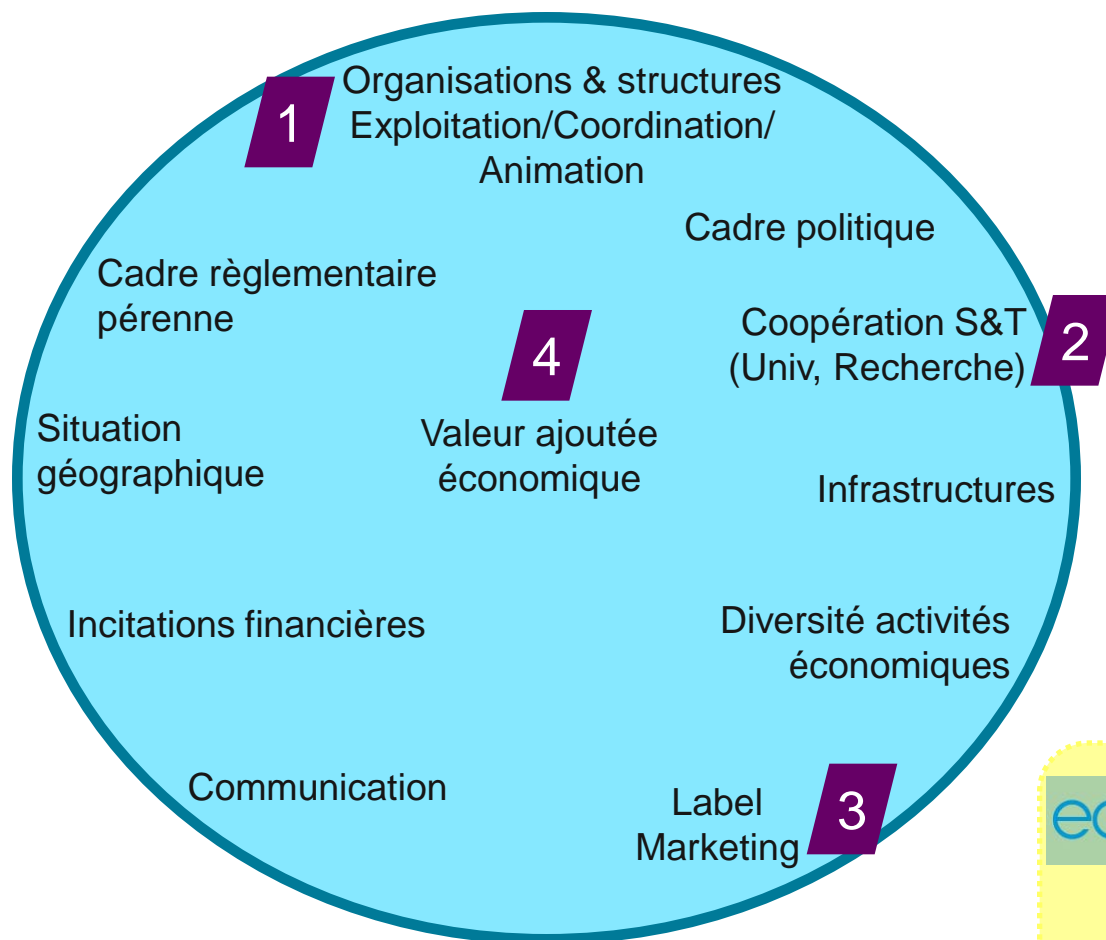 1
Organisations & structures
Exploitation/Coordination/
Animation
Cadre politique
Cadre règlementaire
pérenne
Coopération S&T
(Univ, Recherche)
2
4
Valeur ajoutée
économique
Situation
géographique
Infrastructures
Incitations financières
Diversité activités
économiques
Communication
Label
Marketing
3